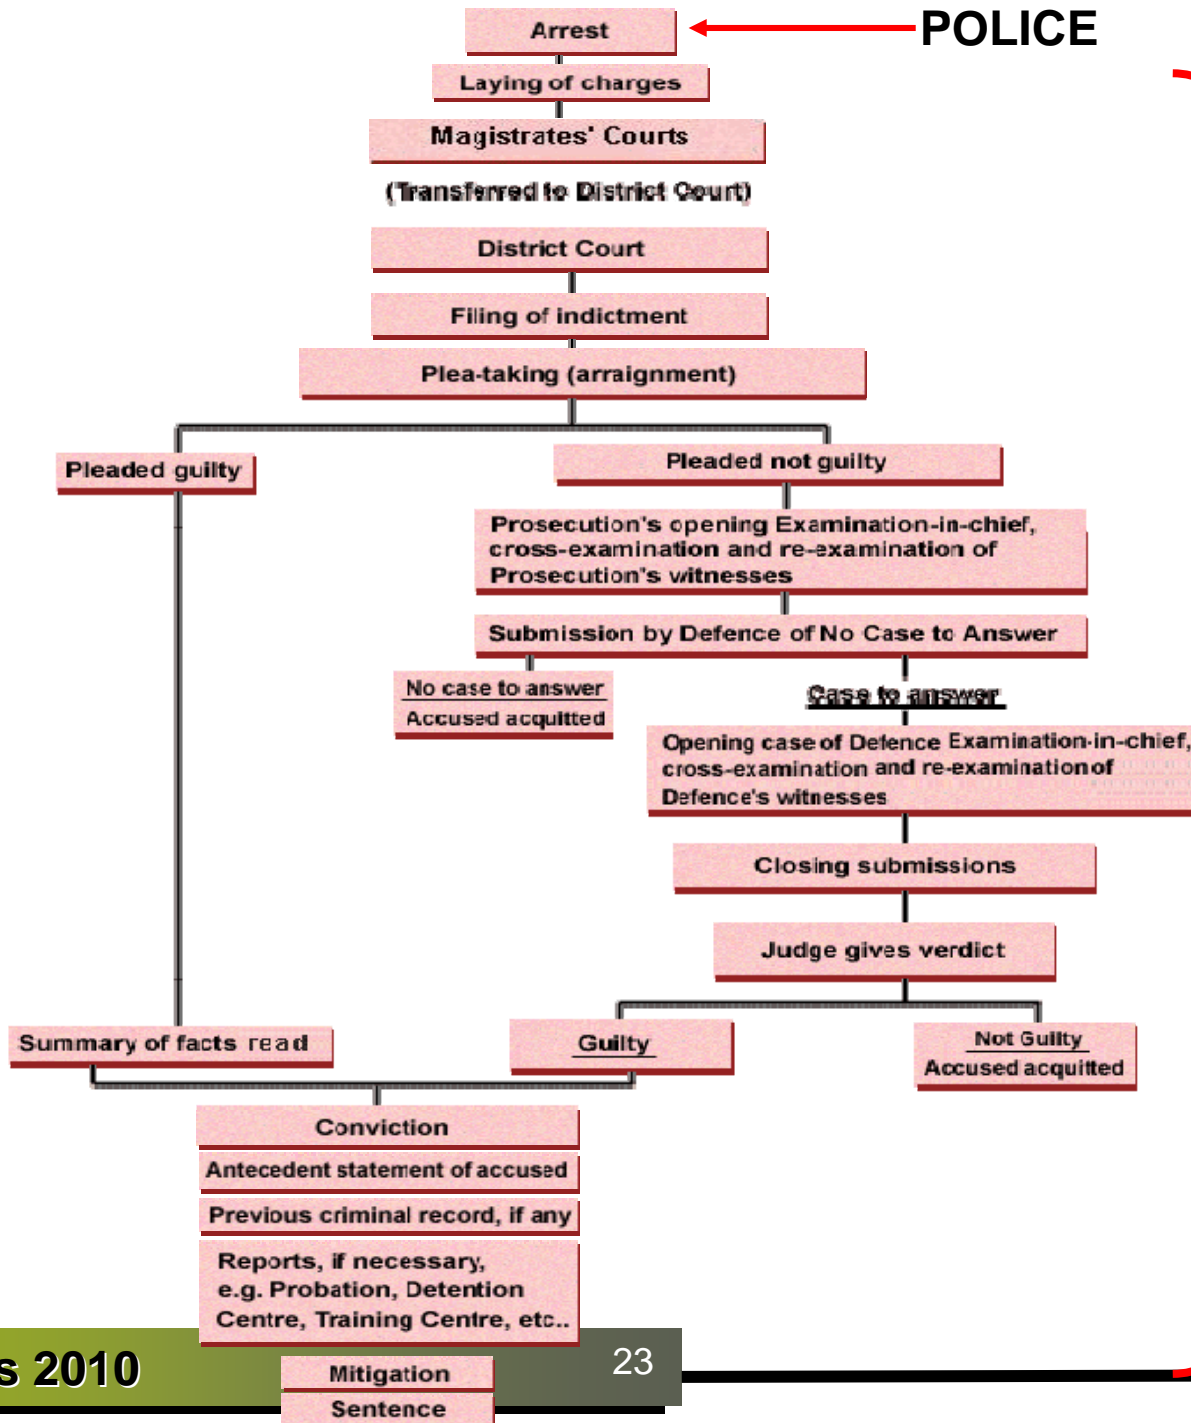 Arrest
POLICE
Laying of charges
Magistrates' Courts
(Transferred to District Court)
District Court
Filing of indictment
Plea-taking (arraignment)
Pleaded guilty
Pleaded not guilty
Prosecution's opening Examination-in-chief,
cross-examination and re-examination of
Prosecution's witnesses
Submission by Defence of No Case to Answer
No case to answer
Accused acquitted
Case to answer
Opening case of Defence Examination-in-chief,
cross-examination and re-examination of
Defence's witnesses
Closing submissions
Judge gives verdict
Summary of facts read
Guilty
Not Guilty
Accused acquitted
Conviction
Antecedent statement of accused
Previous criminal record, if any
Reports, if necessary,
e.g. Probation, Detention
Centre, Training Centre, etc..
s 2010
23
Mitigation
Sentence